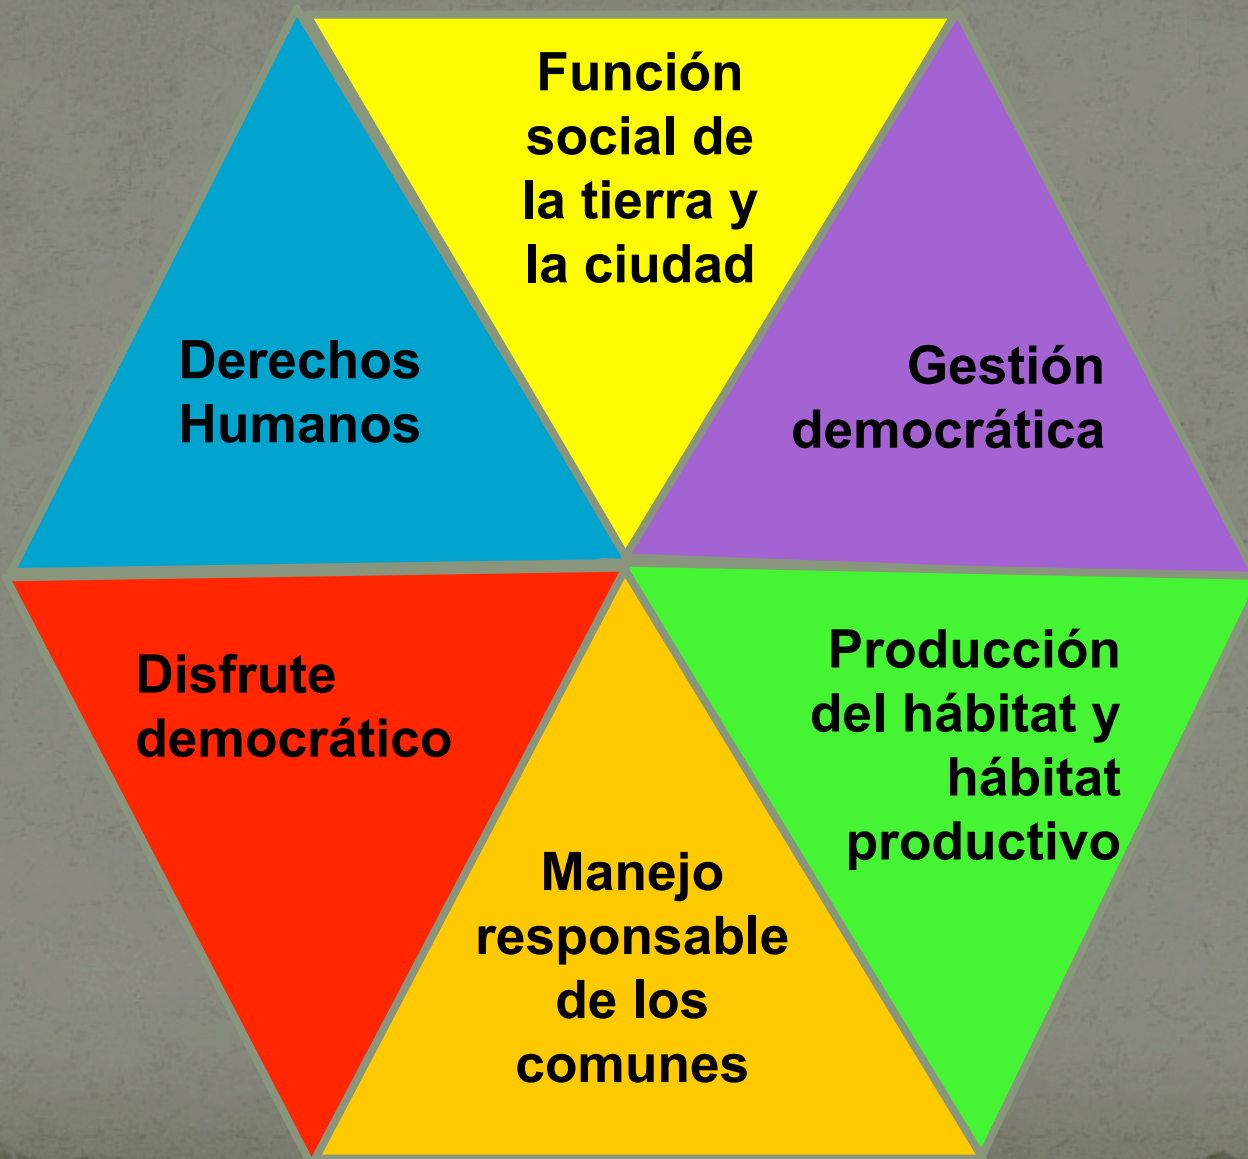 Función
social de
la tierra y
la ciudad
Derechos
Humanos
Gestión
democrática
Disfrute
democrático
Producción
del hábitat y
hábitat
productivo
Manejo
responsable
de los
comunes